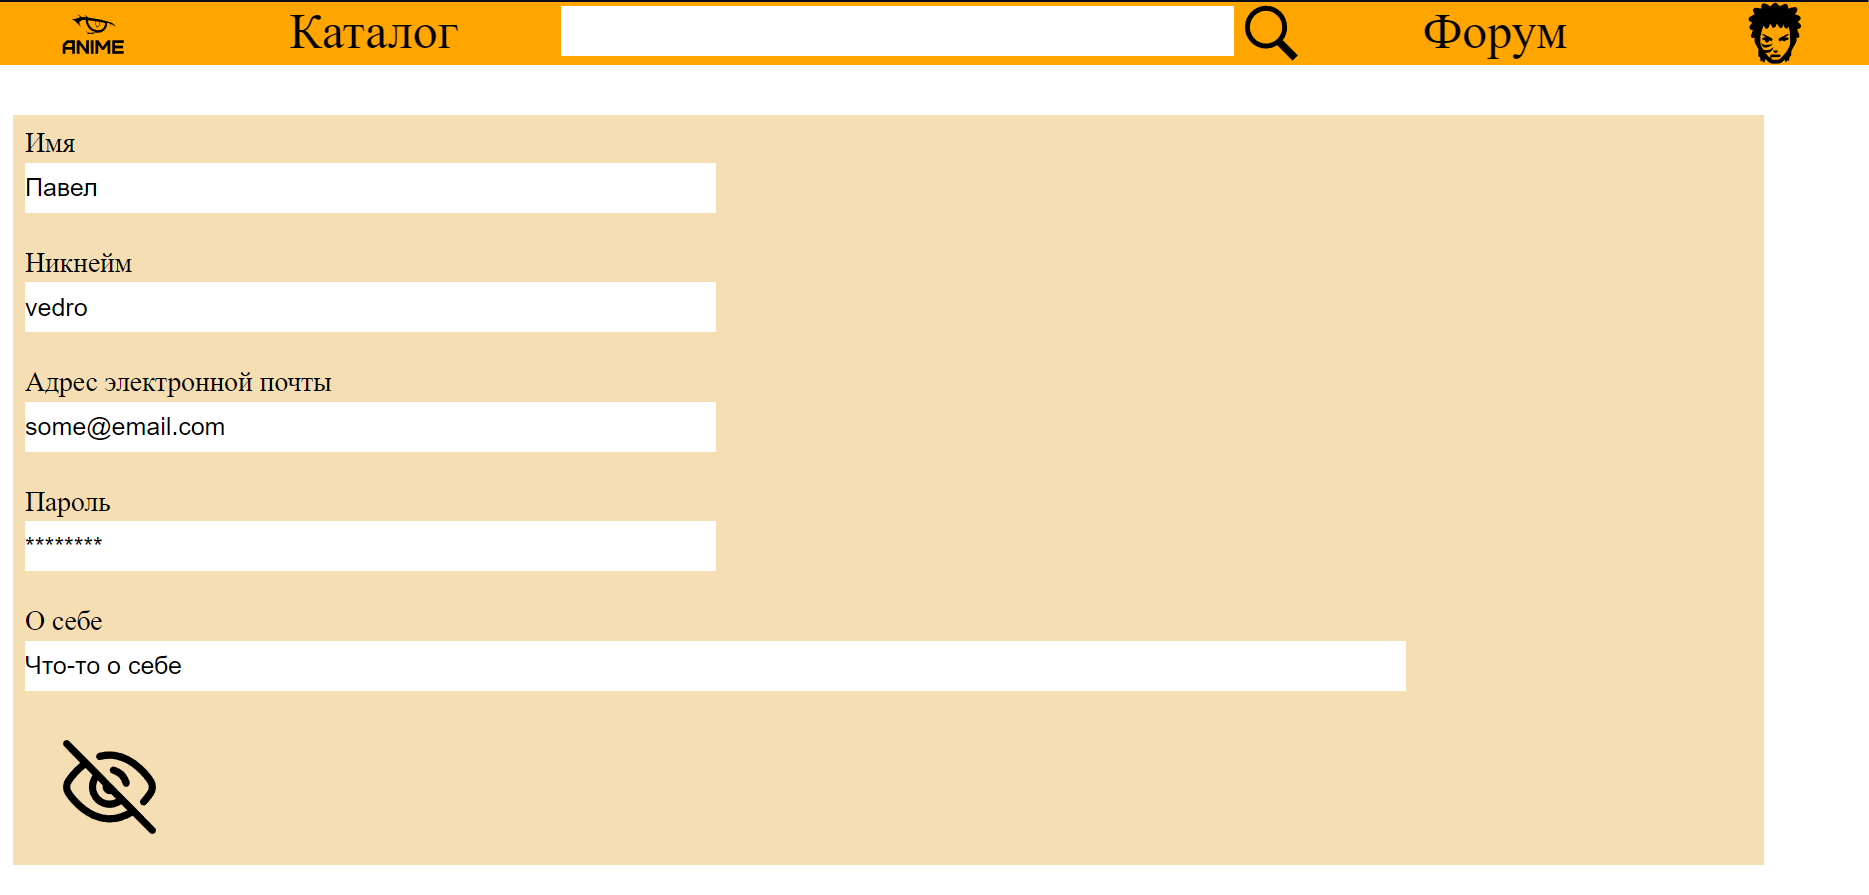 ANIME
Каталог
Форум
Имя
Павел
Никнейм
vedro
Адрес электронной почты
some@email.com
Пароль
********
О себе
Что-то о себе